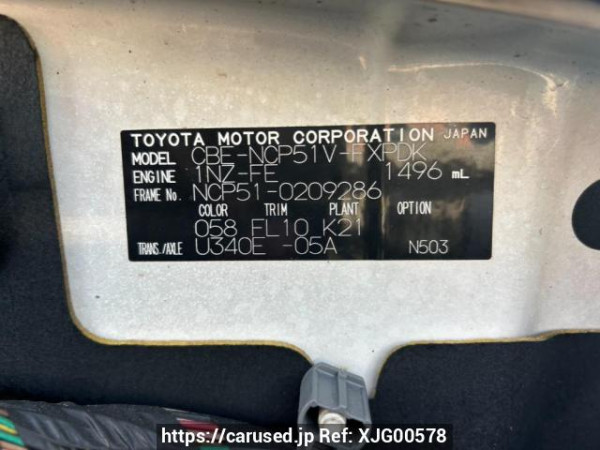 TOYOTA MOTOR CORPORATION JAPAN
MODEL CBE-NCP51V-FXPDK
ENGINE 1NZ-FE 1496 mL
FRAME No. NCP51-0209286
COLOR TRIM PLANT OPTION
058 FL10 K21
TRANS./AXLE U340E -05A N503
https://carused.jp Ref: XJG00578